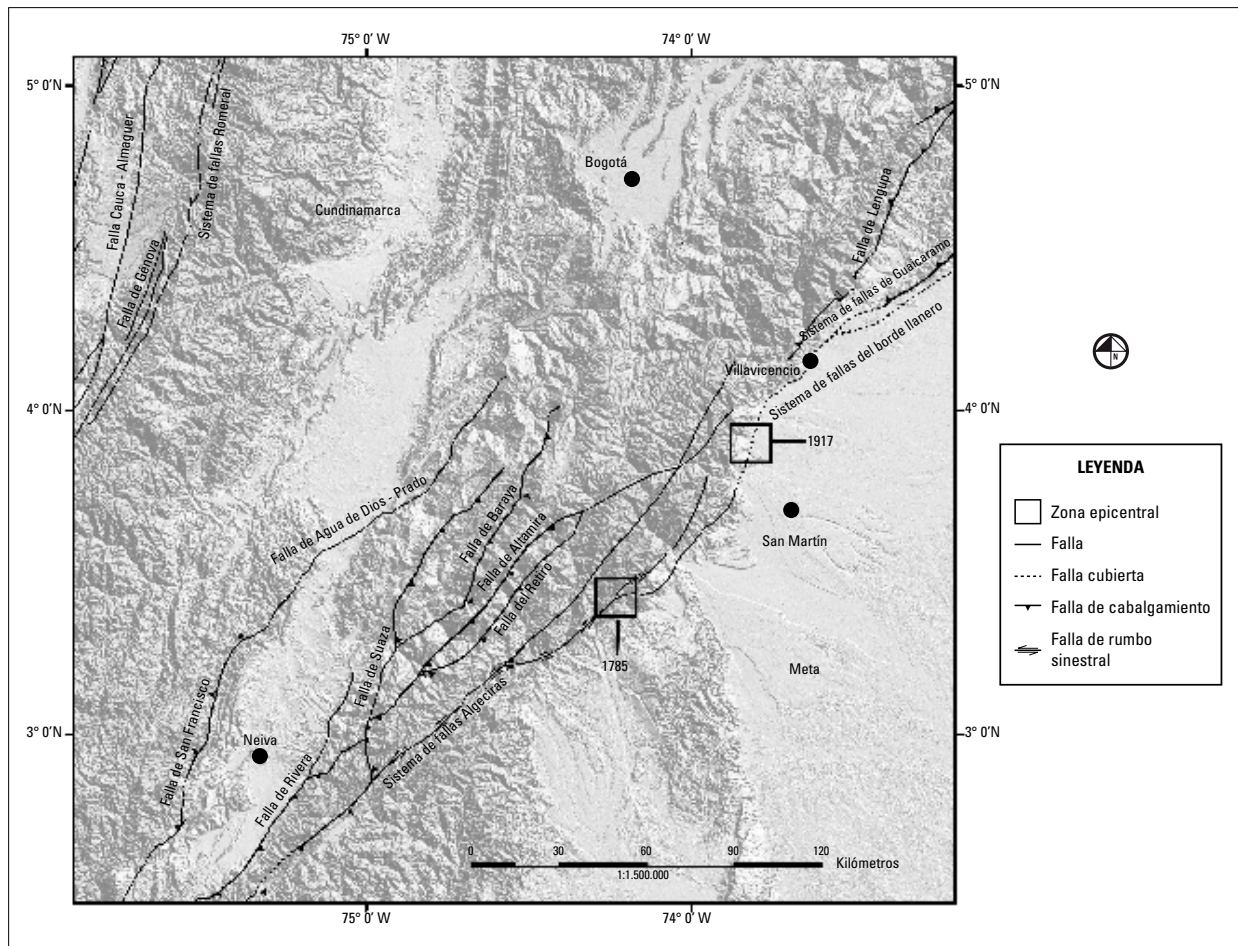 75° 0´ W
74° 0´ W
5° 0´N
5° 0´N
Falla Cauca - Almaguer
Sistema de fallas Romeral
Falla de Génova
Bogotá
Cundinamarca
Falla de Lengupa
Sistema de fallas de Guaicaramo
Sistema de fallas del borde llanero
Villavicencio
N
4° 0´N
4° 0´N
1917
San Martín
Falla de Agua de Dios - Prado
Falla de Baraya
Falla de Altamira
Falla del Retiro
Falla de Suaza
1785
Meta
Sistema de fallas Algeciras
Falla de San Francisco
Neiva
Falla de Rivera
3° 0´N
3° 0´N
LEYENDA
Zona epicentral
Falla
Falla cubierta
Falla de cabalgamiento
Falla de rumbo
sinestral
0 30 60 90 120
Kilómetros
1:1.500.000
75° 0´ W
74° 0´ W